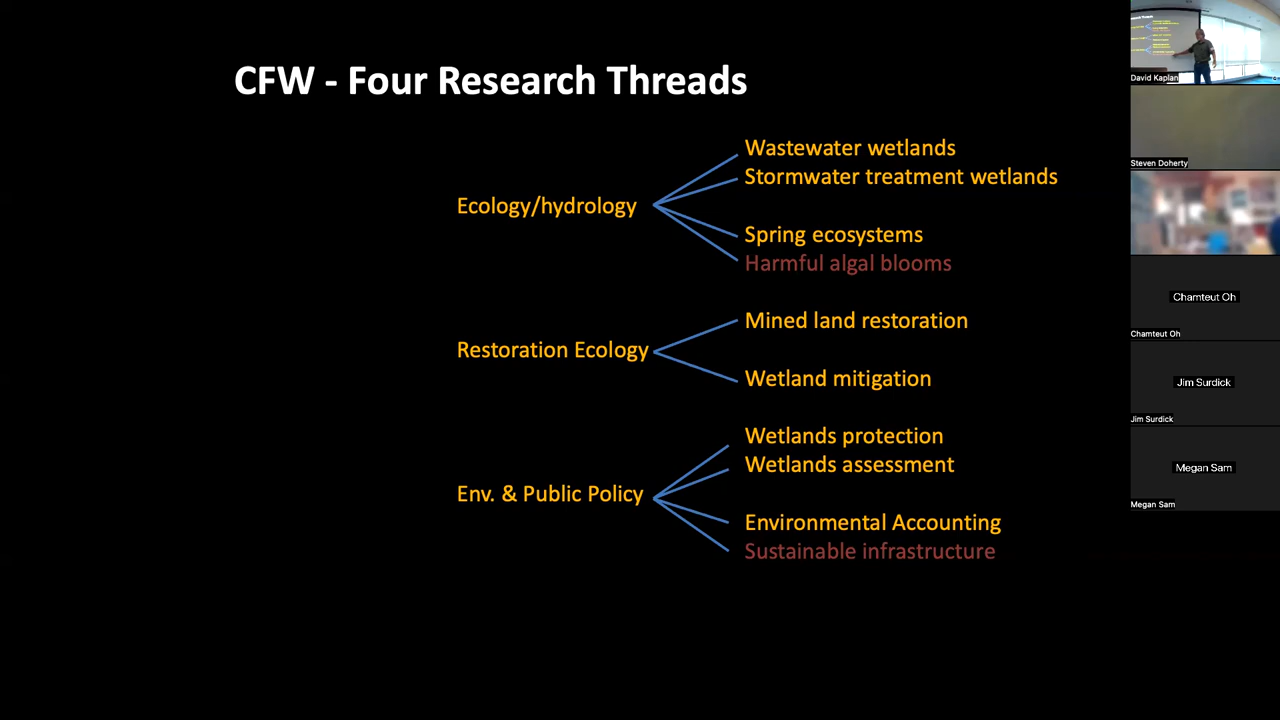 CFW - Four Research Threads
Wastewater wetlands
Stormwater treatment wetlands
Ecology/hydrology
Spring ecosystems
Harmful algal blooms
Mined land restoration
Restoration Ecology
Wetland mitigation
Wetlands protection
Wetlands assessment
Env. & Public Policy
Environmental Accounting
Sustainable infrastructure
David Kaplan
Steven Doherty
Chamteut Oh
Chamteut Oh
Jim Surdick
Jim Surdick
Megan Sam
Megan Sam